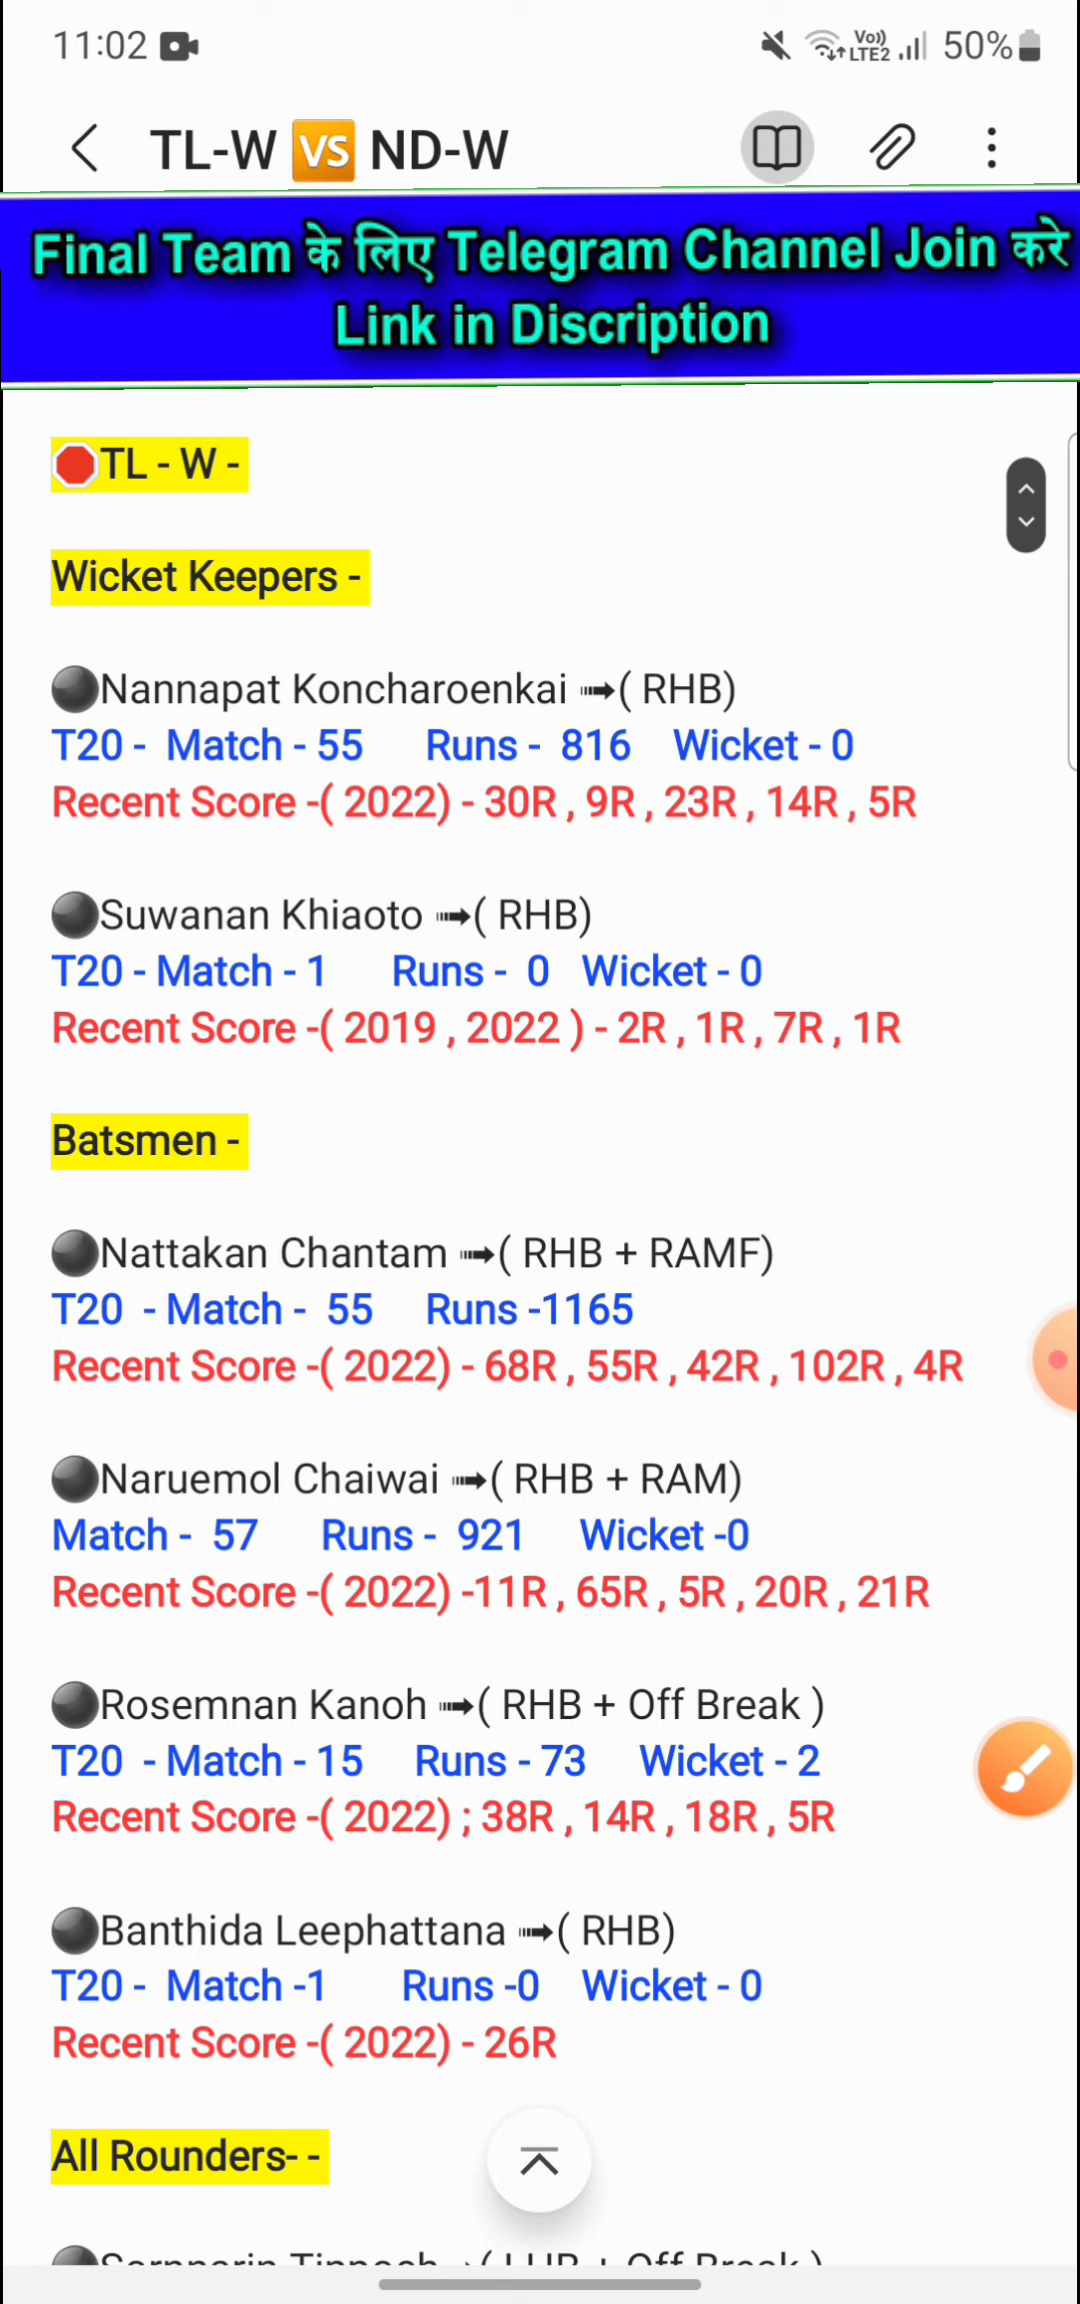 11:02 Vo)) LTE2 50%
TL-W VS ND-W
Final Team के लिए Telegram Channel Join करे
Link in Discription
🛑TL - W -
Wicket Keepers -
⚫Nannapat Koncharoenkai ➟( RHB)
T20 - Match - 55 Runs - 816 Wicket - 0
Recent Score -( 2022) - 30R , 9R , 23R , 14R , 5R
⚫Suwanan Khiaoto ➟( RHB)
T20 - Match - 1 Runs - 0 Wicket - 0
Recent Score -( 2019 , 2022 ) - 2R , 1R , 7R , 1R
Batsmen -
⚫Nattakan Chantam ➟( RHB + RAMF)
T20 - Match - 55 Runs -1165
Recent Score -( 2022) - 68R , 55R , 42R , 102R , 4R
⚫Naruemol Chaiwai ➟( RHB + RAM)
Match - 57 Runs - 921 Wicket -0
Recent Score -( 2022) -11R , 65R , 5R , 20R , 21R
⚫Rosemnan Kanoh ➟( RHB + Off Break )
T20 - Match - 15 Runs - 73 Wicket - 2
Recent Score -( 2022) ; 38R , 14R , 18R , 5R
⚫Banthida Leephattana ➟( RHB)
T20 - Match -1 Runs -0 Wicket - 0
Recent Score -( 2022) - 26R
All Rounders- -